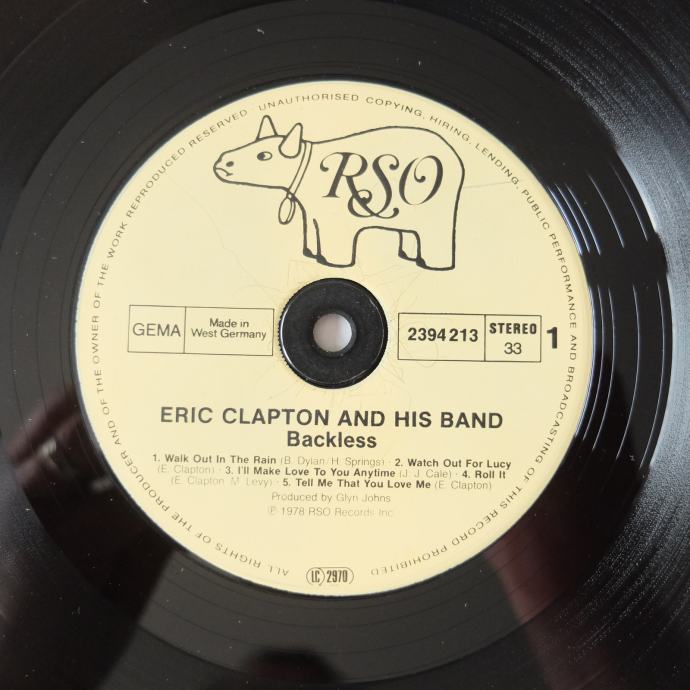 ALL RIGHTS OF THE PRODUCER AND OF THE OWNER OF THE WORK REPRODUCED RESERVED · UNAUTHORISED COPYING, HIRING, LENDING, PUBLIC PERFORMANCE AND BROADCASTING OF THIS RECORD PROHIBITED
RSO
GEMA
Made in
West Germany
2394 213
STEREO
33
1
ERIC CLAPTON AND HIS BAND
Backless
1. Walk Out In The Rain (B. Dylan/H. Springs) · 2. Watch Out For Lucy
(E. Clapton) · 3. I'll Make Love To You Anytime (J. J. Cale) · 4. Roll It
(E. Clapton/M. Levy) · 5. Tell Me That You Love Me (E. Clapton)
Produced by Glyn Johns
℗ 1978 RSO Records Inc.
LC 2970